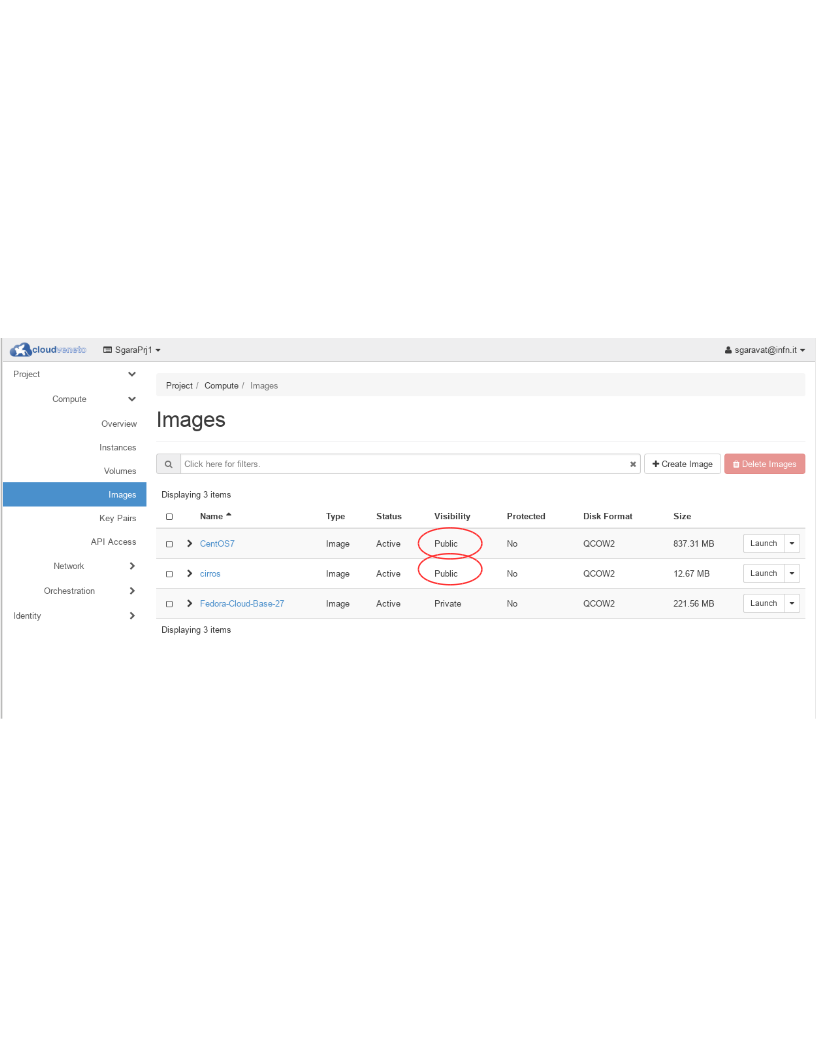 cloudveneto SgaraPrj1 sgaravat@infn.it
Project
Compute
Overview
Instances
Volumes
Images
Key Pairs
API Access
Network
Orchestration
Identity
Project / Compute / Images
Images
Click here for filters. Create Image Delete Images
Displaying 3 items
Name Type Status Visibility Protected Disk Format Size
CentOS7 Image Active Public No QCOW2 837.31 MB Launch
cirros Image Active Public No QCOW2 12.67 MB Launch
Fedora-Cloud-Base-27 Image Active Private No QCOW2 221.56 MB Launch
Displaying 3 items